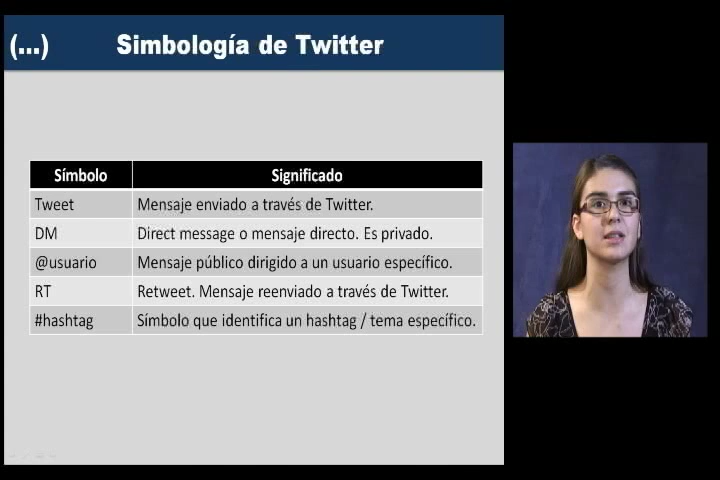 (...) Simbología de Twitter
Símbolo Significado
Tweet Mensaje enviado a través de Twitter.
DM Direct message o mensaje directo. Es privado.
@usuario Mensaje público dirigido a un usuario específico.
RT Retweet. Mensaje reenviado a través de Twitter.
#hashtag Símbolo que identifica un hashtag / tema específico.